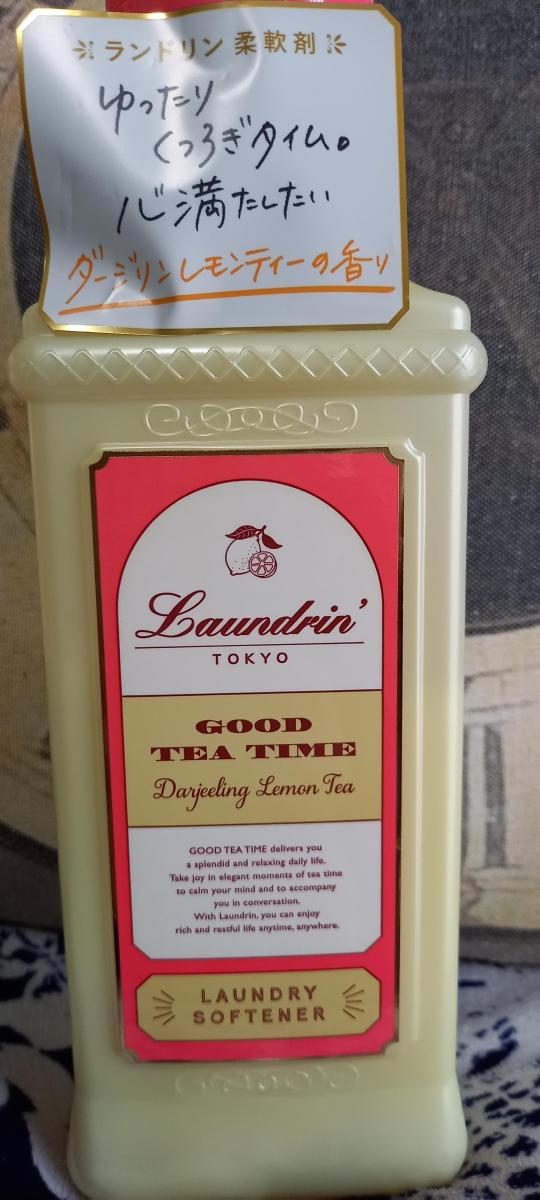 ランドリン 柔軟剤
ゆったり
くつろぎタイム。
心満たしたい
ダージリンレモンティーの香り
Laundrin'
TOKYO
GOOD
TEA TIME
Darjeeling Lemon Tea
GOOD TEA TIME delivers you
a splendid and relaxing daily life.
Take joy in elegant moments of tea time
to calm your mind and to accompany
you in conversation.
With Laundrin, you can enjoy
rich and restful life anytime, anywhere.
LAUNDRY
SOFTENER